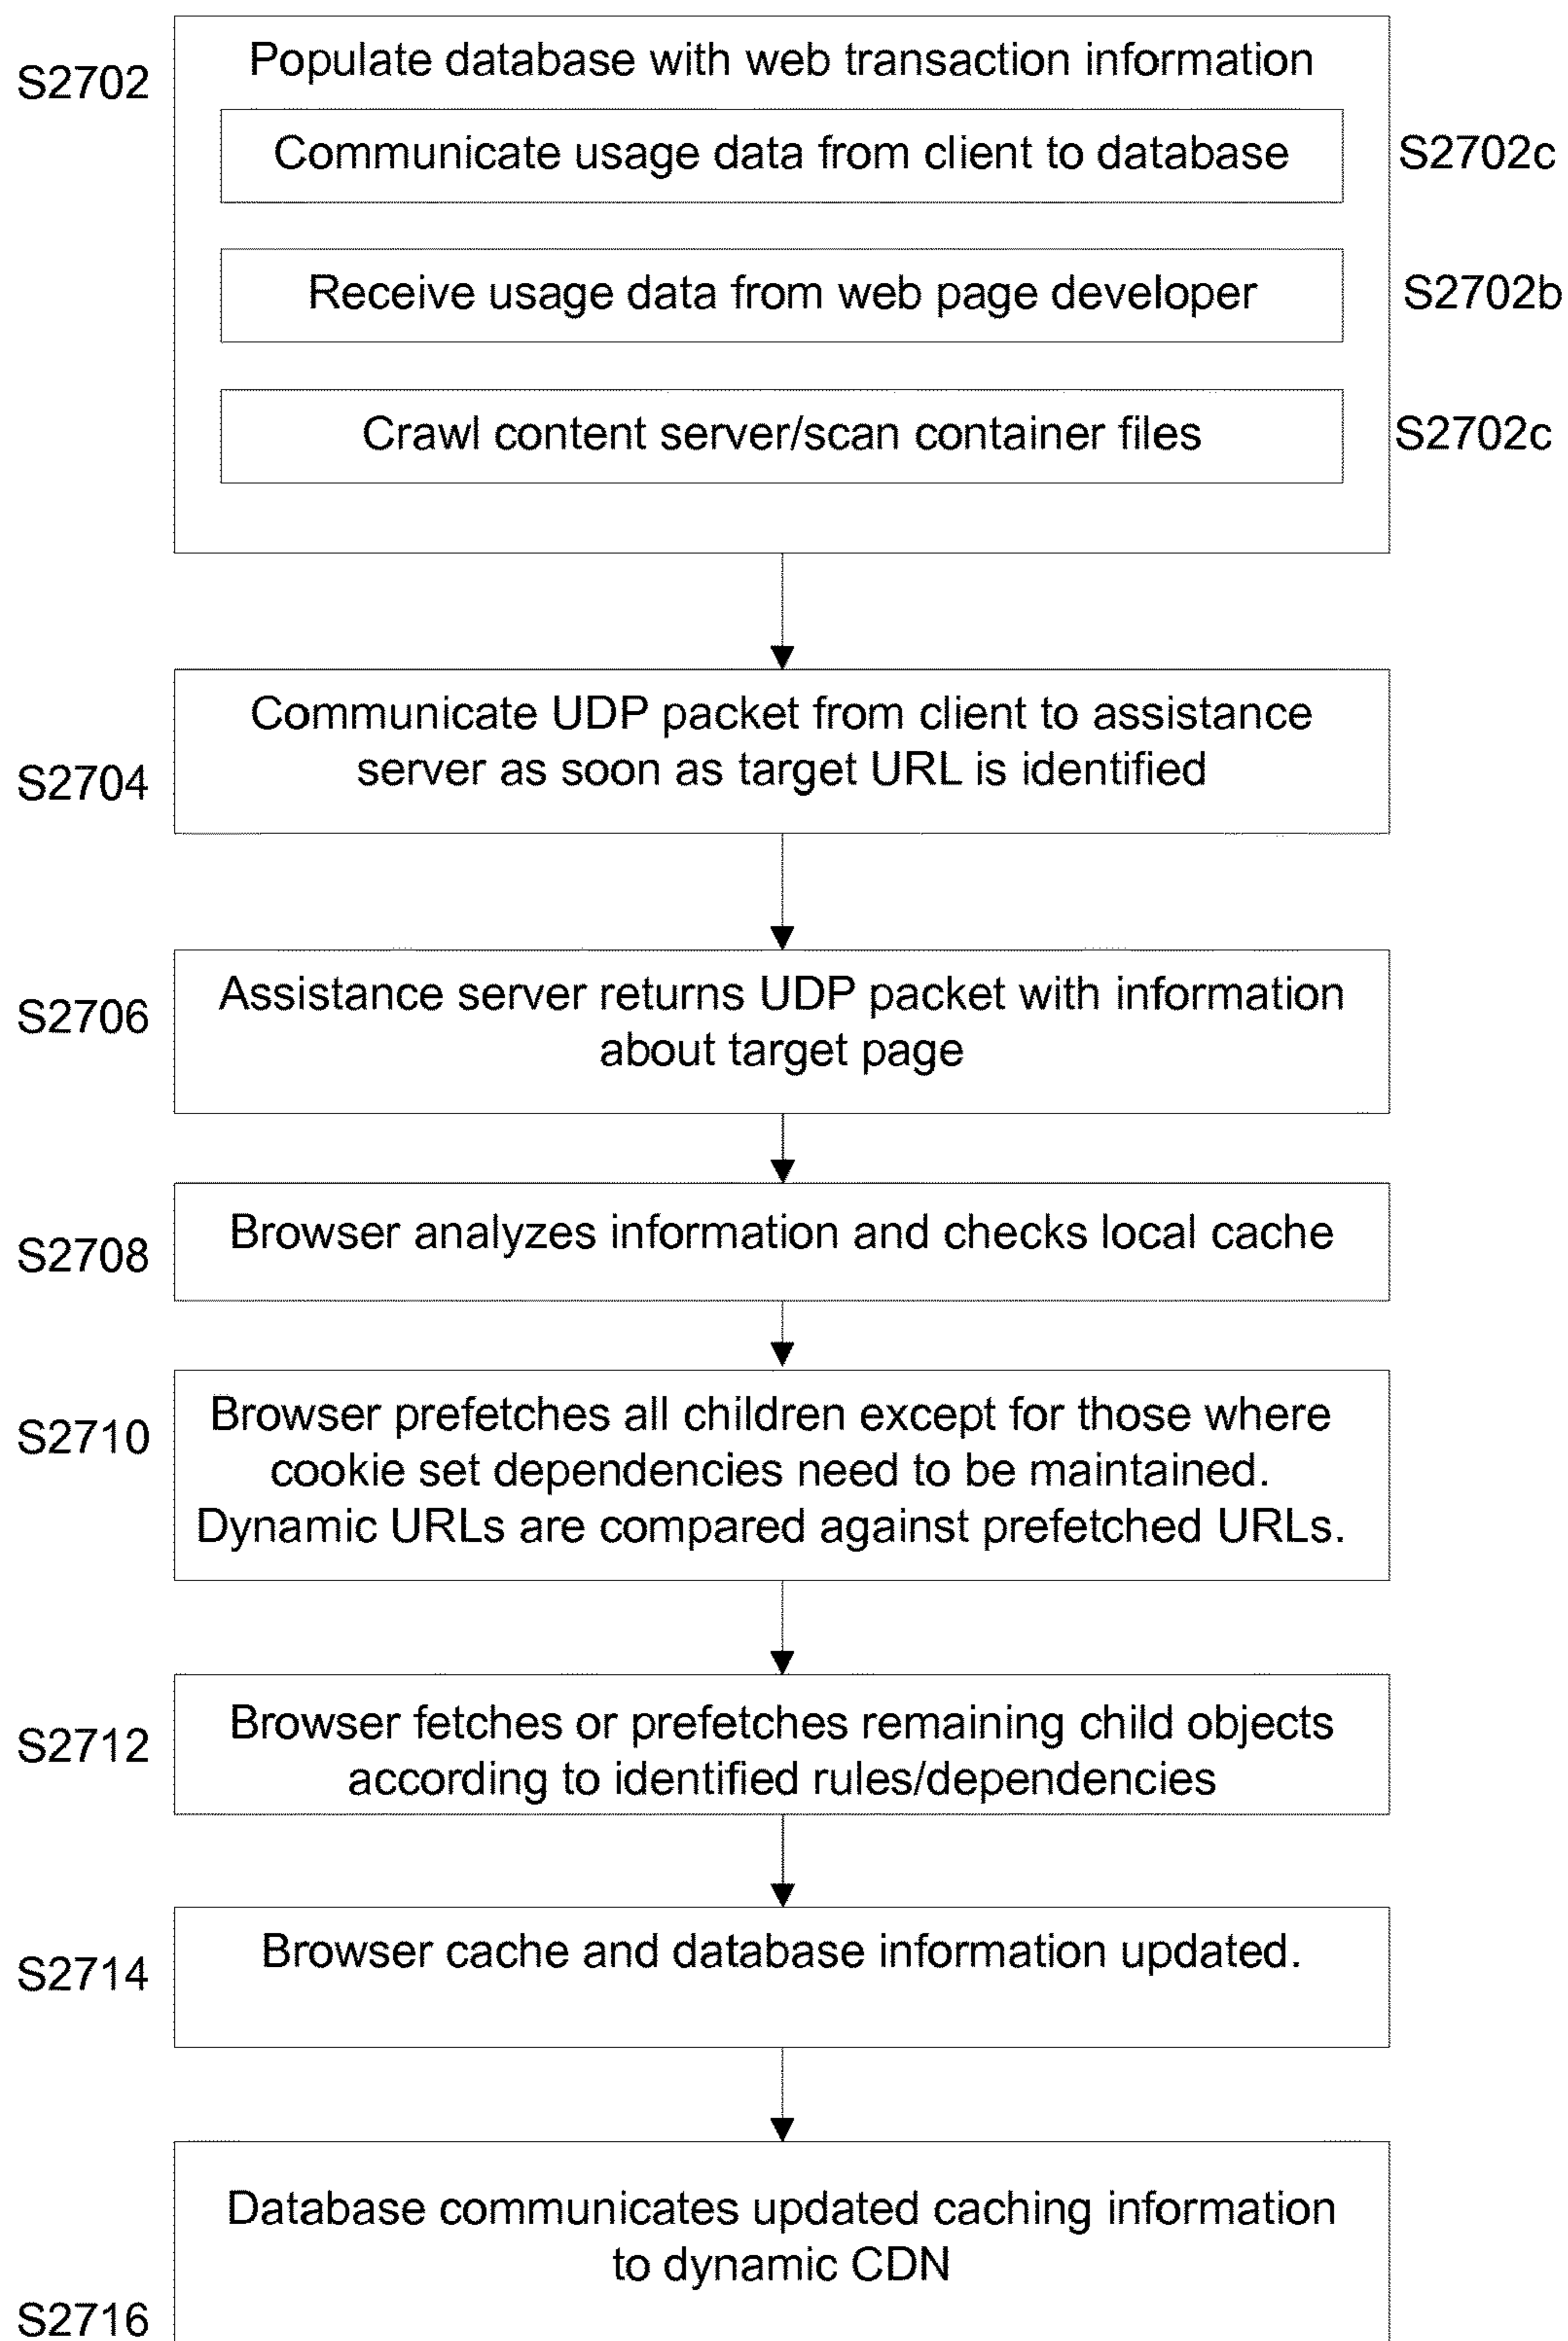 Populate database with web transaction information
S2702
Communicate usage data from client to database
S2702c
Receive usage data from web page developer
S2702b
Crawl content server/scan container files
S2702c
Communicate UDP packet from client to assistance
server as soon as target URL is identified
S2704
Assistance server returns UDP packet with information
about target page
S2706
Browser analyzes information and checks local cache
S2708
Browser prefetches all children except for those where
cookie set dependencies need to be maintained.
Dynamic URLs are compared against prefetched URLs.
S2710
Browser fetches or prefetches remaining child objects
according to identified rules/dependencies
S2712
Browser cache and database information updated.
S2714
Database communicates updated caching information
to dynamic CDN
S2716